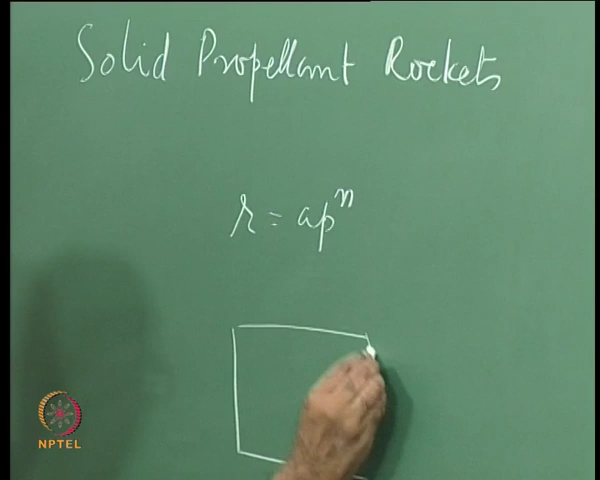 Solid Propellant Rockets
r = ap^n
NPTEL